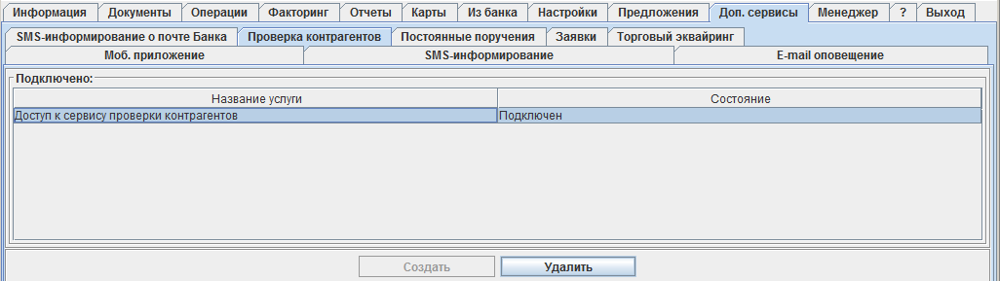 Информация Документы Операции Факторинг Отчеты Карты Из банка Настройки Предложения Доп. сервисы Менеджер ? Выход
SMS-информирование о почте Банка Проверка контрагентов Постоянные поручения Заявки Торговый эквайринг
Моб. приложение SMS-информирование E-mail оповещение
Подключено:
Название услуги Состояние
Доступ к сервису проверки контрагентов Подключен
Создать Удалить